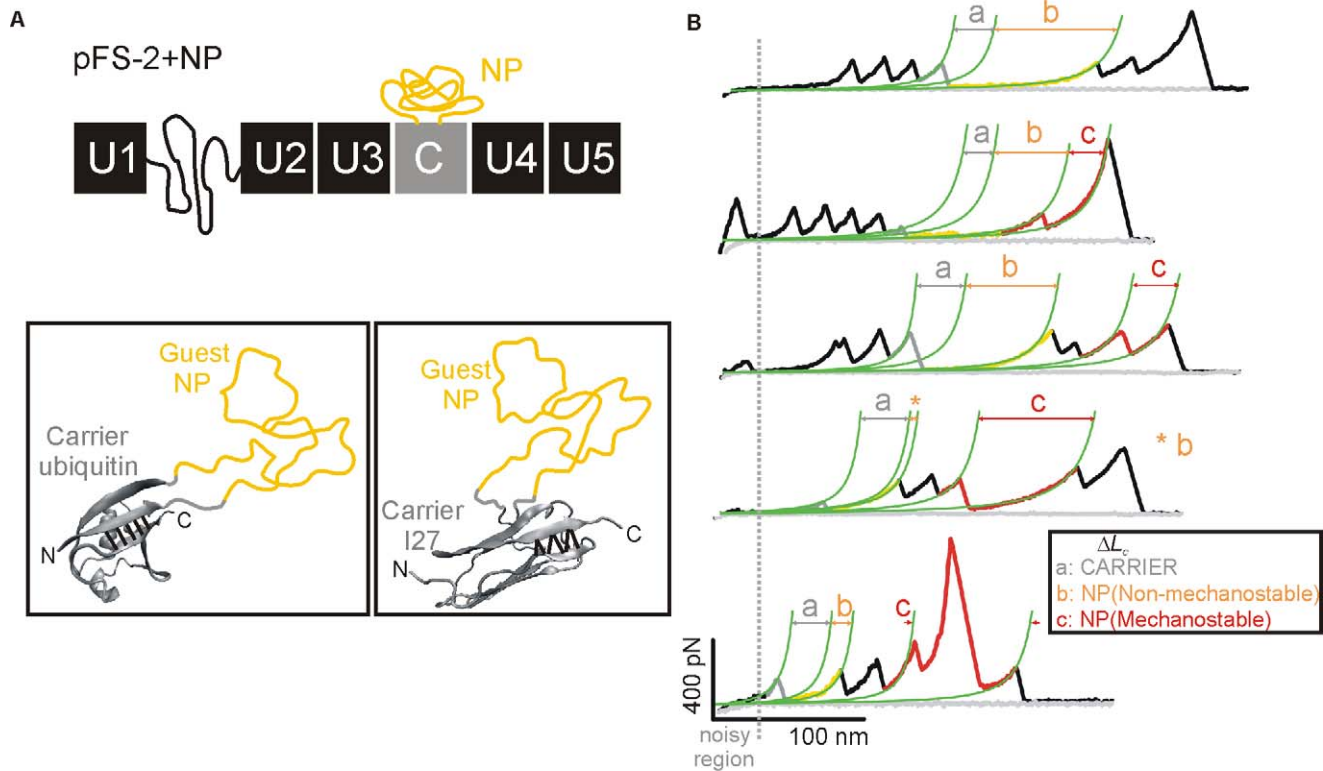 A
pFS-2+NP
NP
U1 U2 U3 C U4 U5
Guest
NP
Carrier
ubiquitin
N
C
Guest
NP
Carrier
I27
N
C
B
a b
a b c
a b c
a * c
* b
a b c c
ΔLc
a: CARRIER
b: NP(Non-mechanostable)
c: NP(Mechanostable)
400 pN
100 nm
noisy
region